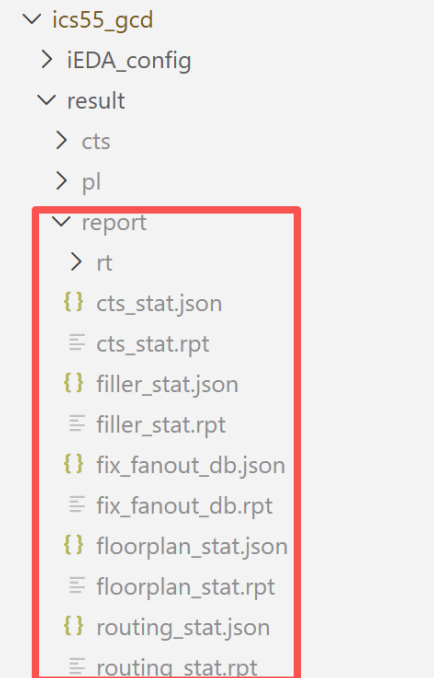 ics55_gcd
iEDA_config
result
cts
pl
report
rt
{} cts_stat.json
cts_stat.rpt
{} filler_stat.json
filler_stat.rpt
{} fix_fanout_db.json
fix_fanout_db.rpt
{} floorplan_stat.json
floorplan_stat.rpt
{} routing_stat.json
routing_stat.rpt